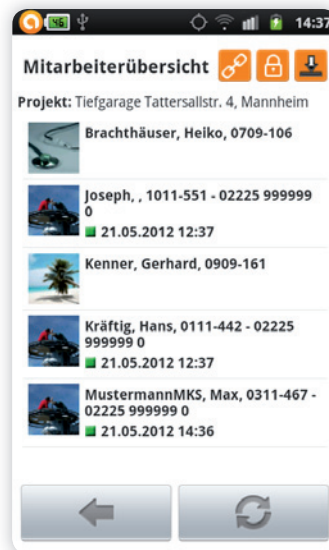 45 14:37
Mitarbeiterübersicht
Projekt: Tiefgarage Tattersallstr. 4, Mannheim
Brachthäuser, Heiko, 0709-106
Joseph, , 1011-551 - 02225 999999
0
21.05.2012 12:37
Kenner, Gerhard, 0909-161
Kräftig, Hans, 0111-442 - 02225
999999 0
21.05.2012 12:37
MustermannMKS, Max, 0311-467 -
02225 999999 0
21.05.2012 14:36